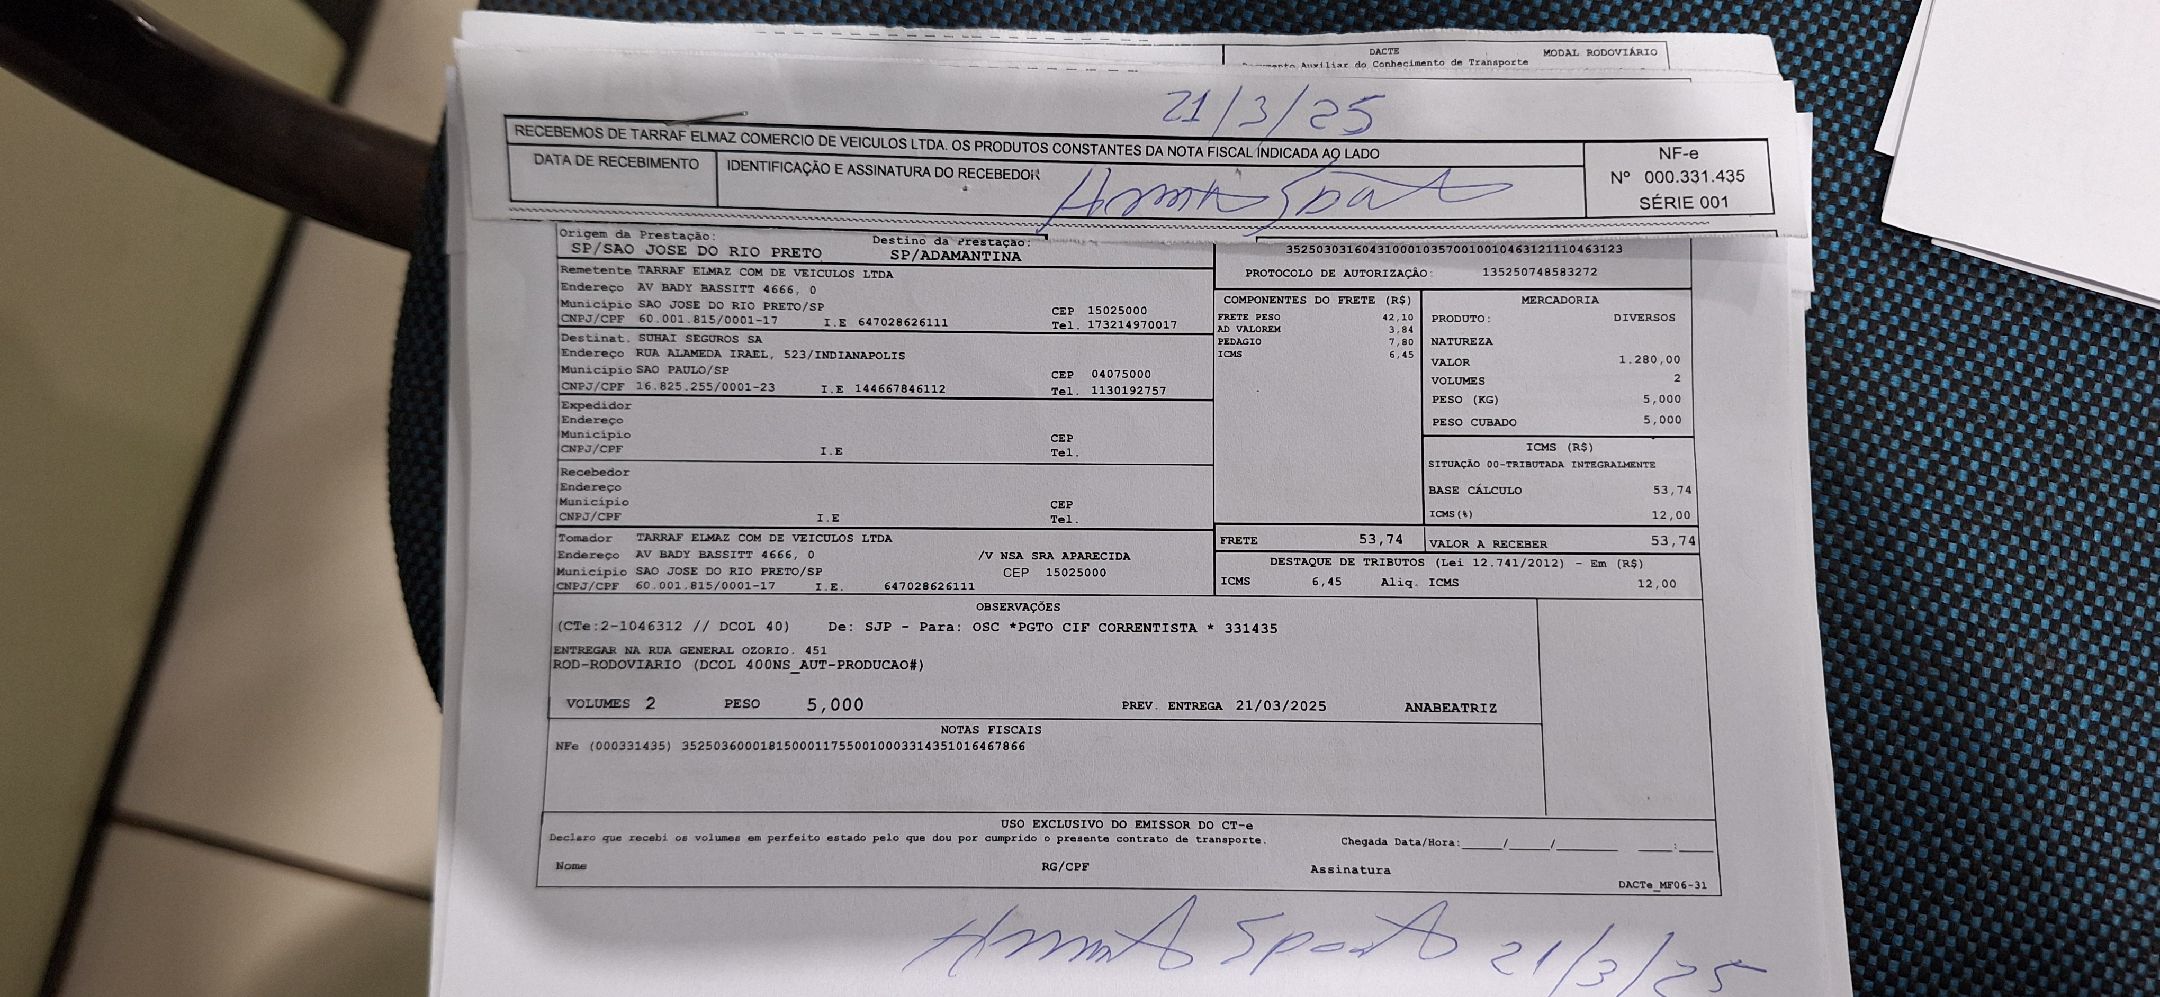 DACTE
MODAL RODOVIÁRIO
Auxiliar do Conhecimento de Transporte
21/3/25
RECEBEMOS DE TARRAF ELMAZ COMERCIO DE VEICULOS LTDA. OS PRODUTOS CONSTANTES DA NOTA FISCAL INDICADA AO LADO
DATA DE RECEBIMENTO
IDENTIFICAÇÃO E ASSINATURA DO RECEBEDOR
NF-e
Nº 000.331.435
SÉRIE 001
Origem da Prestação:
SP/SAO JOSE DO RIO PRETO
Destino da Prestação:
SP/ADAMANTINA
Remetente TARRAF ELMAZ COM DE VEICULOS LTDA
Endereço AV BADY BASSITT 4666, 0
Município SAO JOSE DO RIO PRETO/SP CEP 15025000
CNPJ/CPF 60.001.815/0001-17 I.E 647028626111 Tel. 173214970017
Destinat. SUHAI SEGUROS SA
Endereço RUA ALAMEDA IRAEL, 523/INDIANAPOLIS
Município SAO PAULO/SP CEP 04075000
CNPJ/CPF 16.825.255/0001-23 I.E 144667846112 Tel. 1130192757
Expedidor
Endereço
Município CEP
CNPJ/CPF I.E Tel.
Recebedor
Endereço
Município CEP
CNPJ/CPF I.E Tel.
Tomador TARRAF ELMAZ COM DE VEICULOS LTDA
Endereço AV BADY BASSITT 4666, 0 /V NSA SRA APARECIDA
Município SAO JOSE DO RIO PRETO/SP CEP 15025000
CNPJ/CPF 60.001.815/0001-17 I.E. 647028626111
35250303160431000103570010010463121110463123
PROTOCOLO DE AUTORIZAÇÃO: 135250748583272
COMPONENTES DO FRETE (R$)
FRETE PESO 42,10
AD VALOREM 3,84
PEDAGIO 7,80
ICMS 6,45
MERCADORIA
PRODUTO: DIVERSOS
NATUREZA
VALOR 1.280,00
VOLUMES 2
PESO (KG) 5,000
PESO CUBADO 5,000
ICMS (R$)
SITUAÇÃO 00-TRIBUTADA INTEGRALMENTE
BASE CÁLCULO 53,74
ICMS(%) 12,00
FRETE 53,74
VALOR A RECEBER 53,74
DESTAQUE DE TRIBUTOS (Lei 12.741/2012) - Em (R$)
ICMS 6,45 Aliq. ICMS 12,00
OBSERVAÇÕES
(CTe:2-1046312 // DCOL 40) De: SJP - Para: OSC *PGTO CIF CORRENTISTA * 331435
ENTREGAR NA RUA GENERAL OZORIO. 451
ROD-RODOVIARIO (DCOL 400NS_AUT-PRODUCAO#)
VOLUMES 2 PESO 5,000 PREV. ENTREGA 21/03/2025 ANABEATRIZ
NOTAS FISCAIS
NFe (000331435) 35250360001815000117550010003314351016467866
USO EXCLUSIVO DO EMISSOR DO CT-e
Declaro que recebi os volumes em perfeito estado pelo que dou por cumprido o presente contrato de transporte.
Chegada Data/Hora:____/____/______ ___:___
Nome RG/CPF Assinatura
DACTe_MF06-31
21/3/25